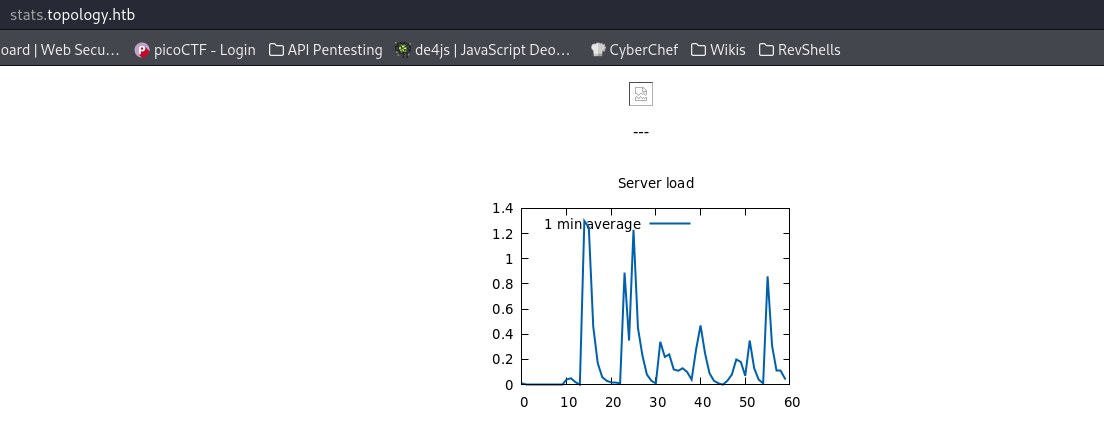 stats.topology.htb
oard | Web Secu... picoCTF - Login API Pentesting de4js | JavaScript Deo... CyberChef Wikis RevShells
---
Server load
1.4
1 min average
1.2
1
0.8
0.6
0.4
0.2
0
0 10 20 30 40 50 60